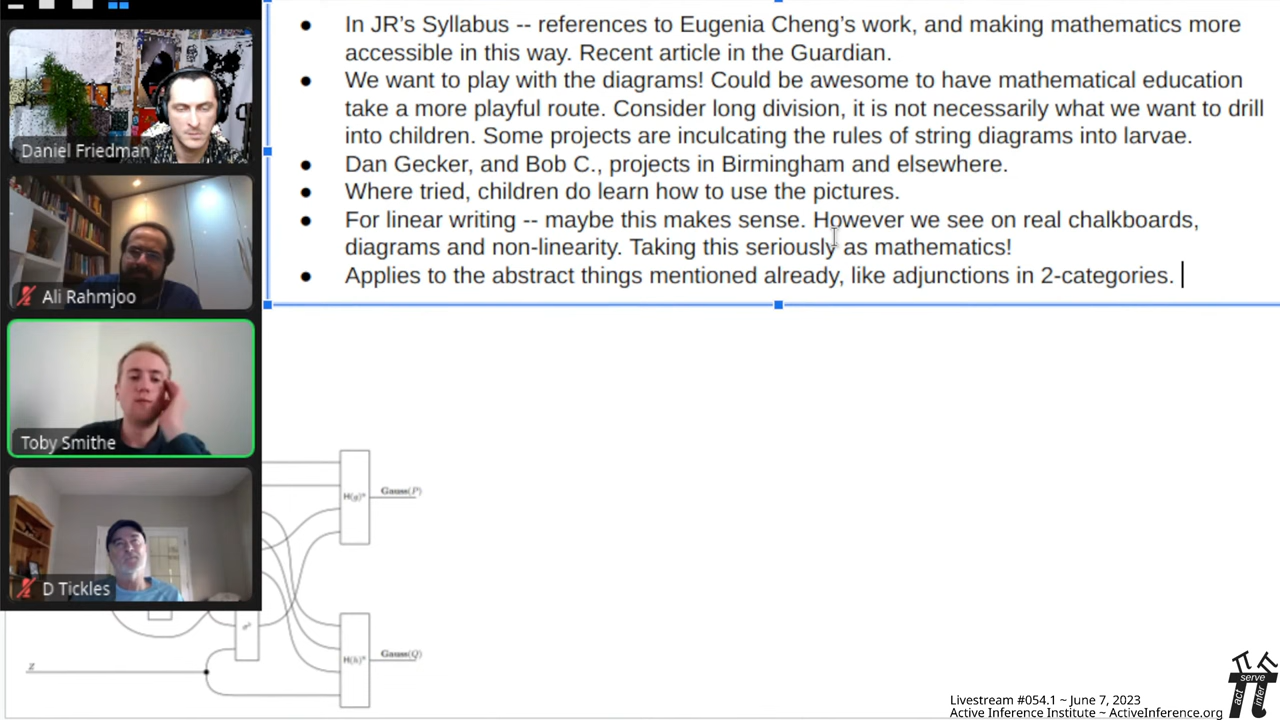 ● In JR’s Syllabus -- references to Eugenia Cheng’s work, and making mathematics more
accessible in this way. Recent article in the Guardian.
● We want to play with the diagrams! Could be awesome to have mathematical education
take a more playful route. Consider long division, it is not necessarily what we want to drill
into children. Some projects are inculcating the rules of string diagrams into larvae.
● Dan Gecker, and Bob C., projects in Birmingham and elsewhere.
● Where tried, children do learn how to use the pictures.
● For linear writing -- maybe this makes sense. However we see on real chalkboards,
diagrams and non-linearity. Taking this seriously as mathematics!
● Applies to the abstract things mentioned already, like adjunctions in 2-categories.
Daniel Friedman
Ali Rahmjoo
Toby Smithe
D Tickles
Gauss(P)
Gauss(Q)
Z
act
serve
infer
Livestream #054.1 ~ June 7, 2023
Active Inference Institute ~ ActiveInference.org